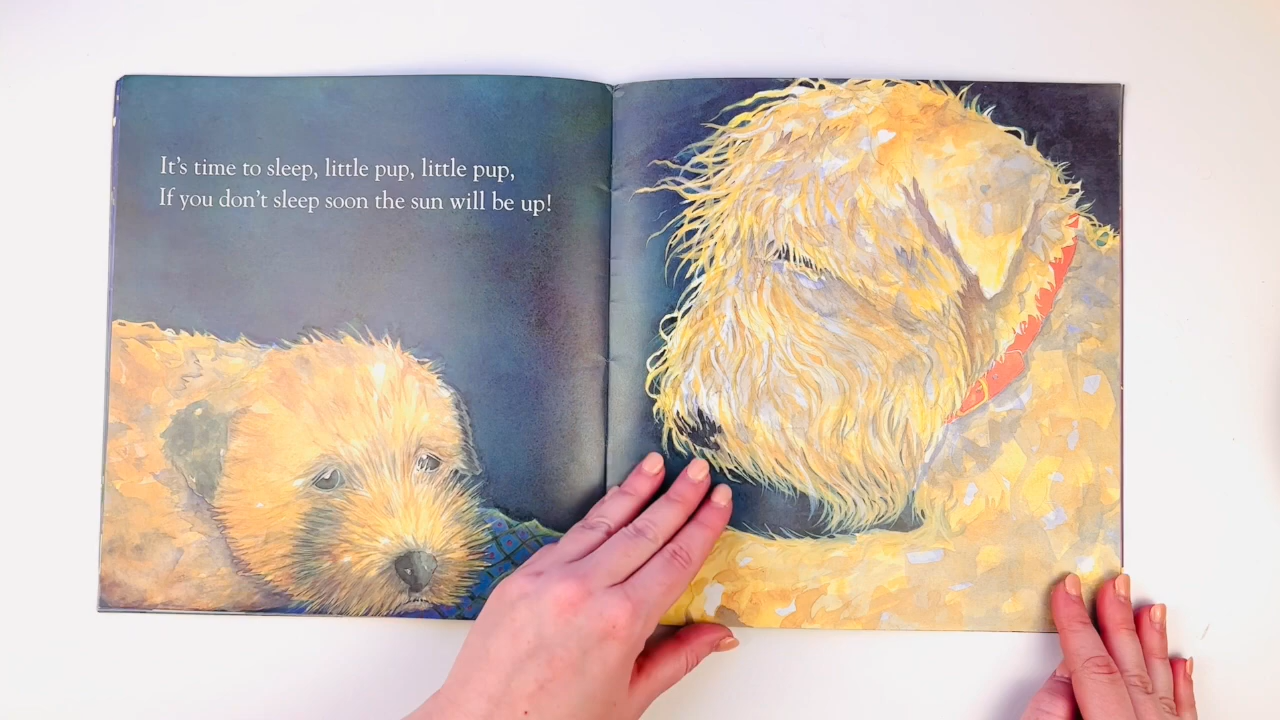 It's time to sleep, little pup, little pup,
If you don't sleep soon the sun will be up!